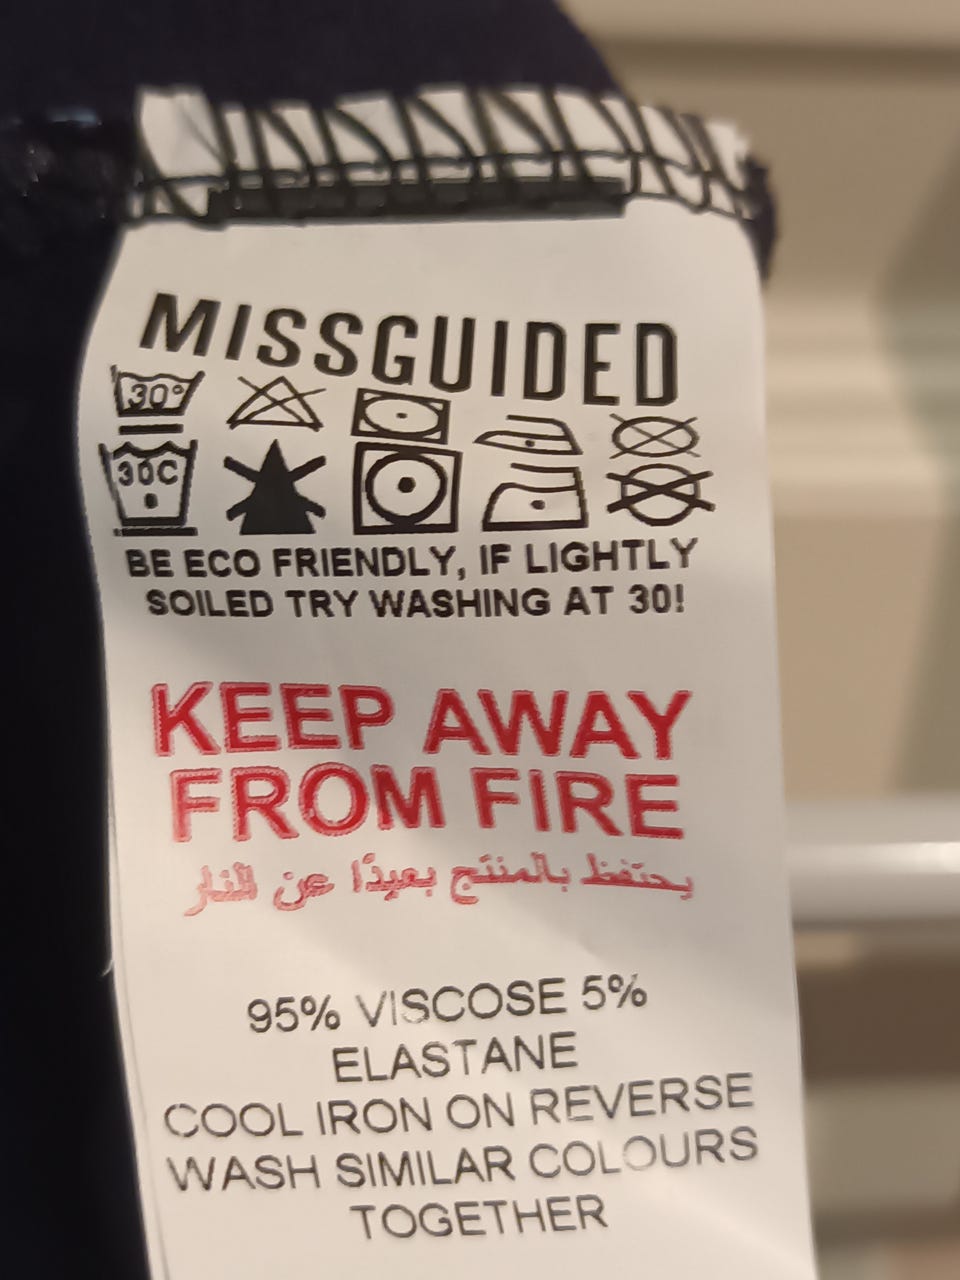 MISSGUIDED
30°
30C
BE ECO FRIENDLY, IF LIGHTLY
SOILED TRY WASHING AT 30!
KEEP AWAY
FROM FIRE
يحتفظ بالمنتج بعيدًا عن النار
95% VISCOSE 5%
ELASTANE
COOL IRON ON REVERSE
WASH SIMILAR COLOURS
TOGETHER